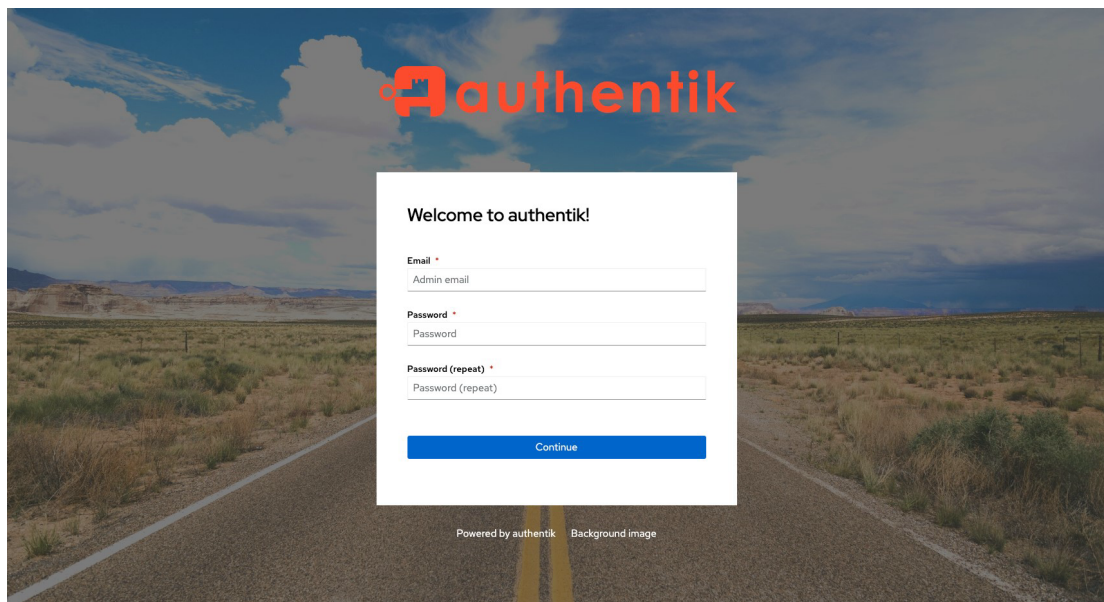 authentik
Welcome to authentik!
Email *
Admin email
Password *
Password
Password (repeat) *
Password (repeat)
Continue
Powered by authentik Background image